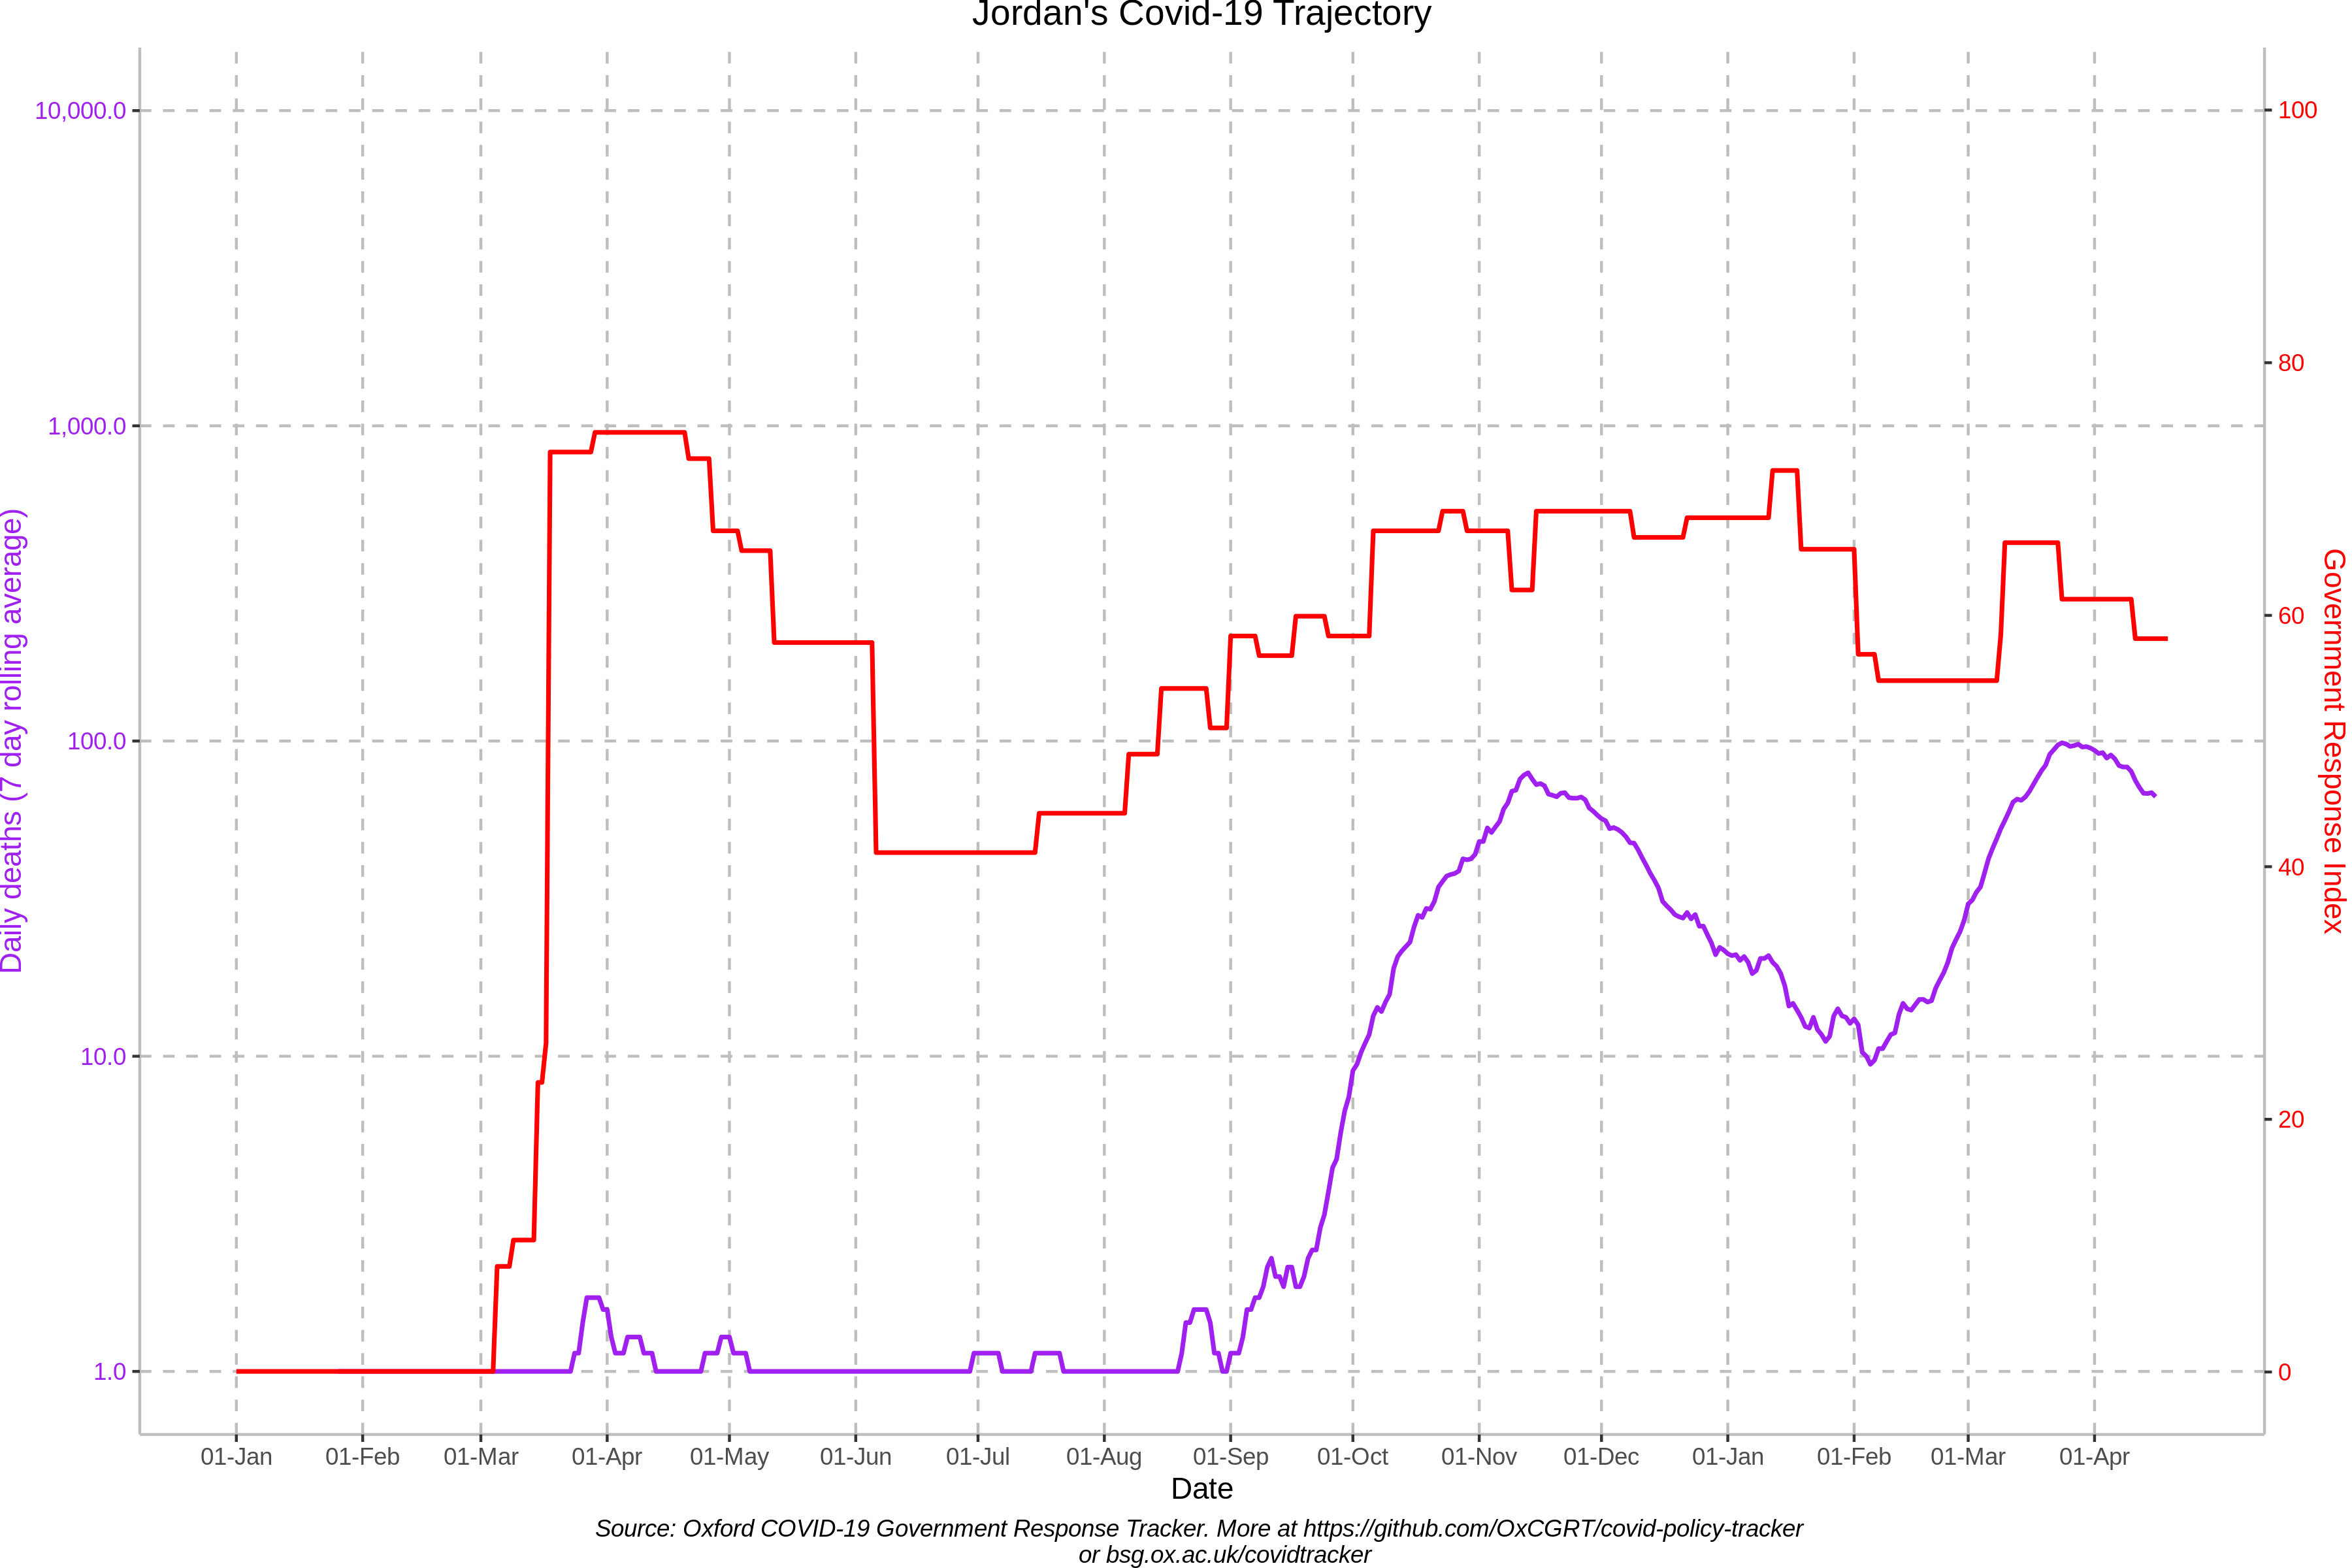 Jordan's Covid-19 Trajectory
10,000.0
1,000.0
100.0
10.0
1.0
Daily deaths (7 day rolling average)
100
80
60
40
20
0
Government Response Index
01-Jan 01-Feb 01-Mar 01-Apr 01-May 01-Jun 01-Jul 01-Aug 01-Sep 01-Oct 01-Nov 01-Dec 01-Jan 01-Feb 01-Mar 01-Apr
Date
Source: Oxford COVID-19 Government Response Tracker. More at https://github.com/OxCGRT/covid-policy-tracker
or bsg.ox.ac.uk/covidtracker